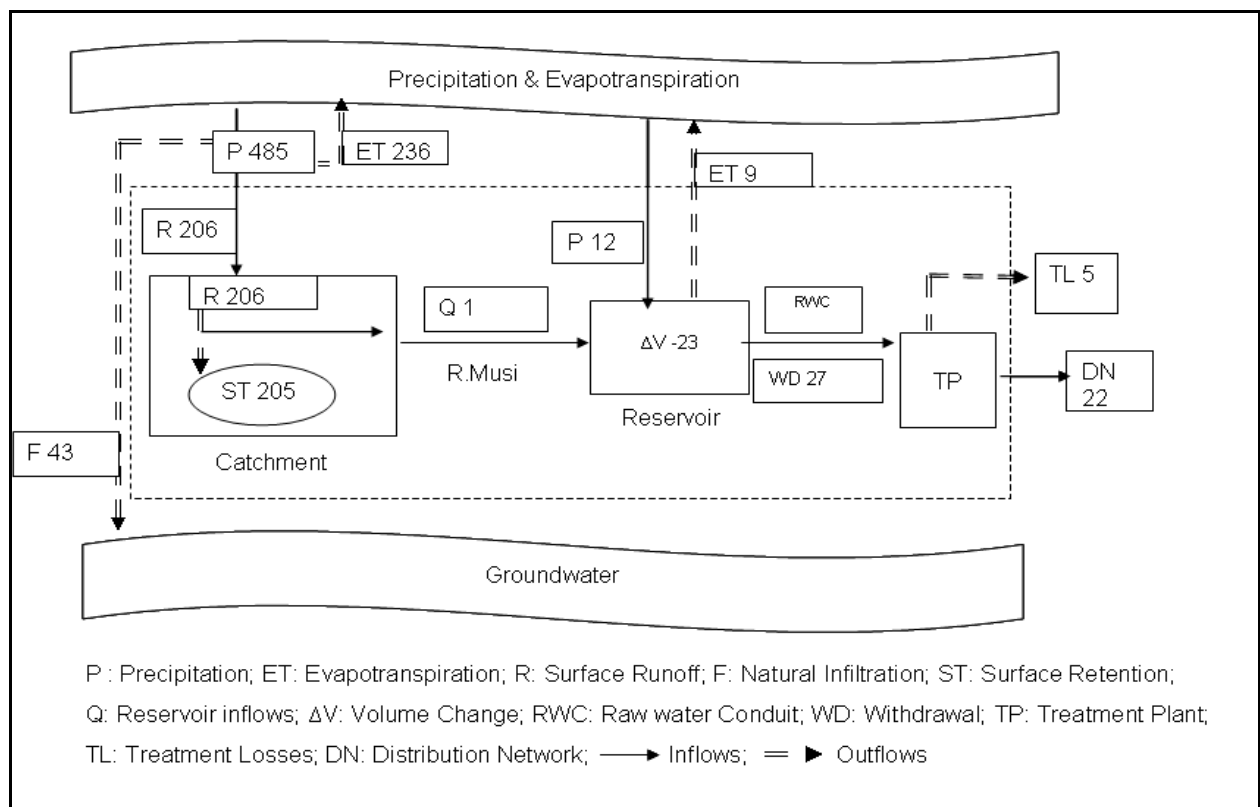 Precipitation & Evapotranspiration
P 485
ET 236
ET 9
R 206
P 12
TL 5
R 206
Q 1
RWC
ΔV -23
ST 205
R.Musi
WD 27
TP
DN
22
Reservoir
F 43
Catchment
Groundwater
P : Precipitation; ET: Evapotranspiration; R: Surface Runoff; F: Natural Infiltration; ST: Surface Retention;
Q: Reservoir inflows; ΔV: Volume Change; RWC: Raw water Conduit; WD: Withdrawal; TP: Treatment Plant;
TL: Treatment Losses; DN: Distribution Network; Inflows; Outflows